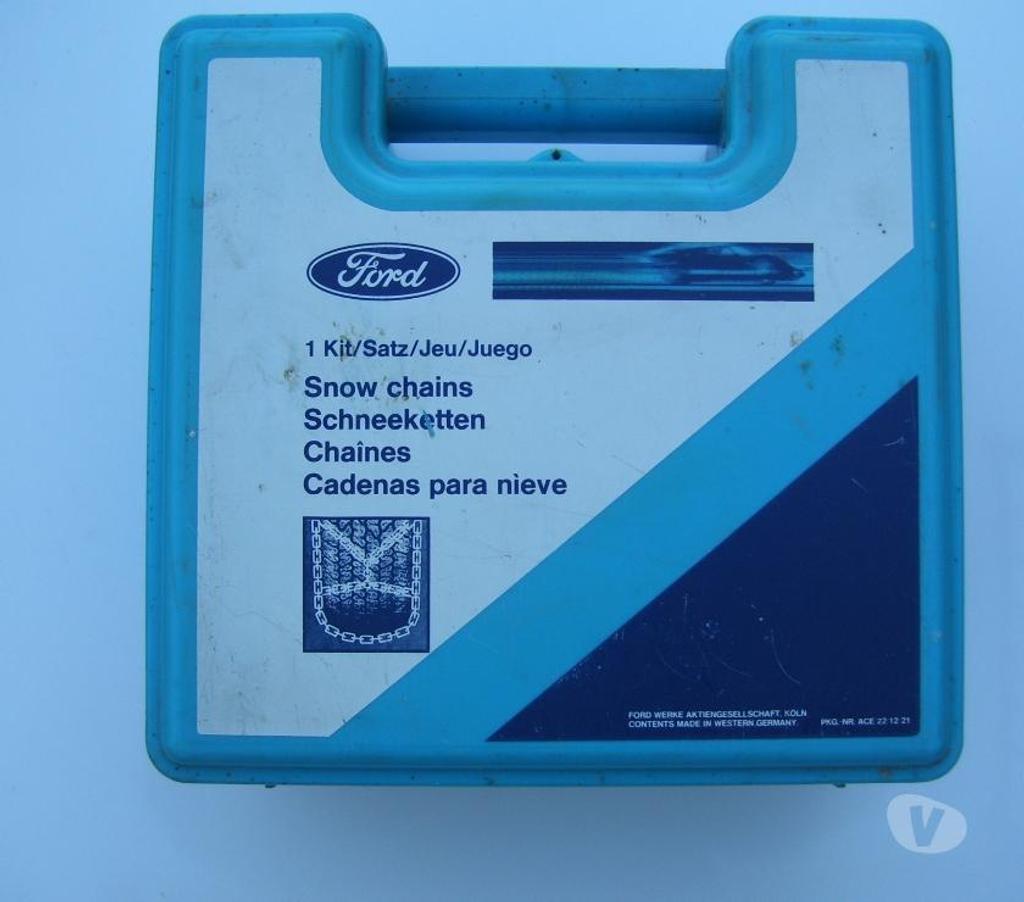 Ford
1 Kit/Satz/Jeu/Juego
Snow chains
Schneeketten
Chaînes
Cadenas para nieve
FORD WERKE AKTIENGESELLSCHAFT, KÖLN
CONTENTS MADE IN WESTERN GERMANY
PKG.-NR. ACE 22 12 21
V